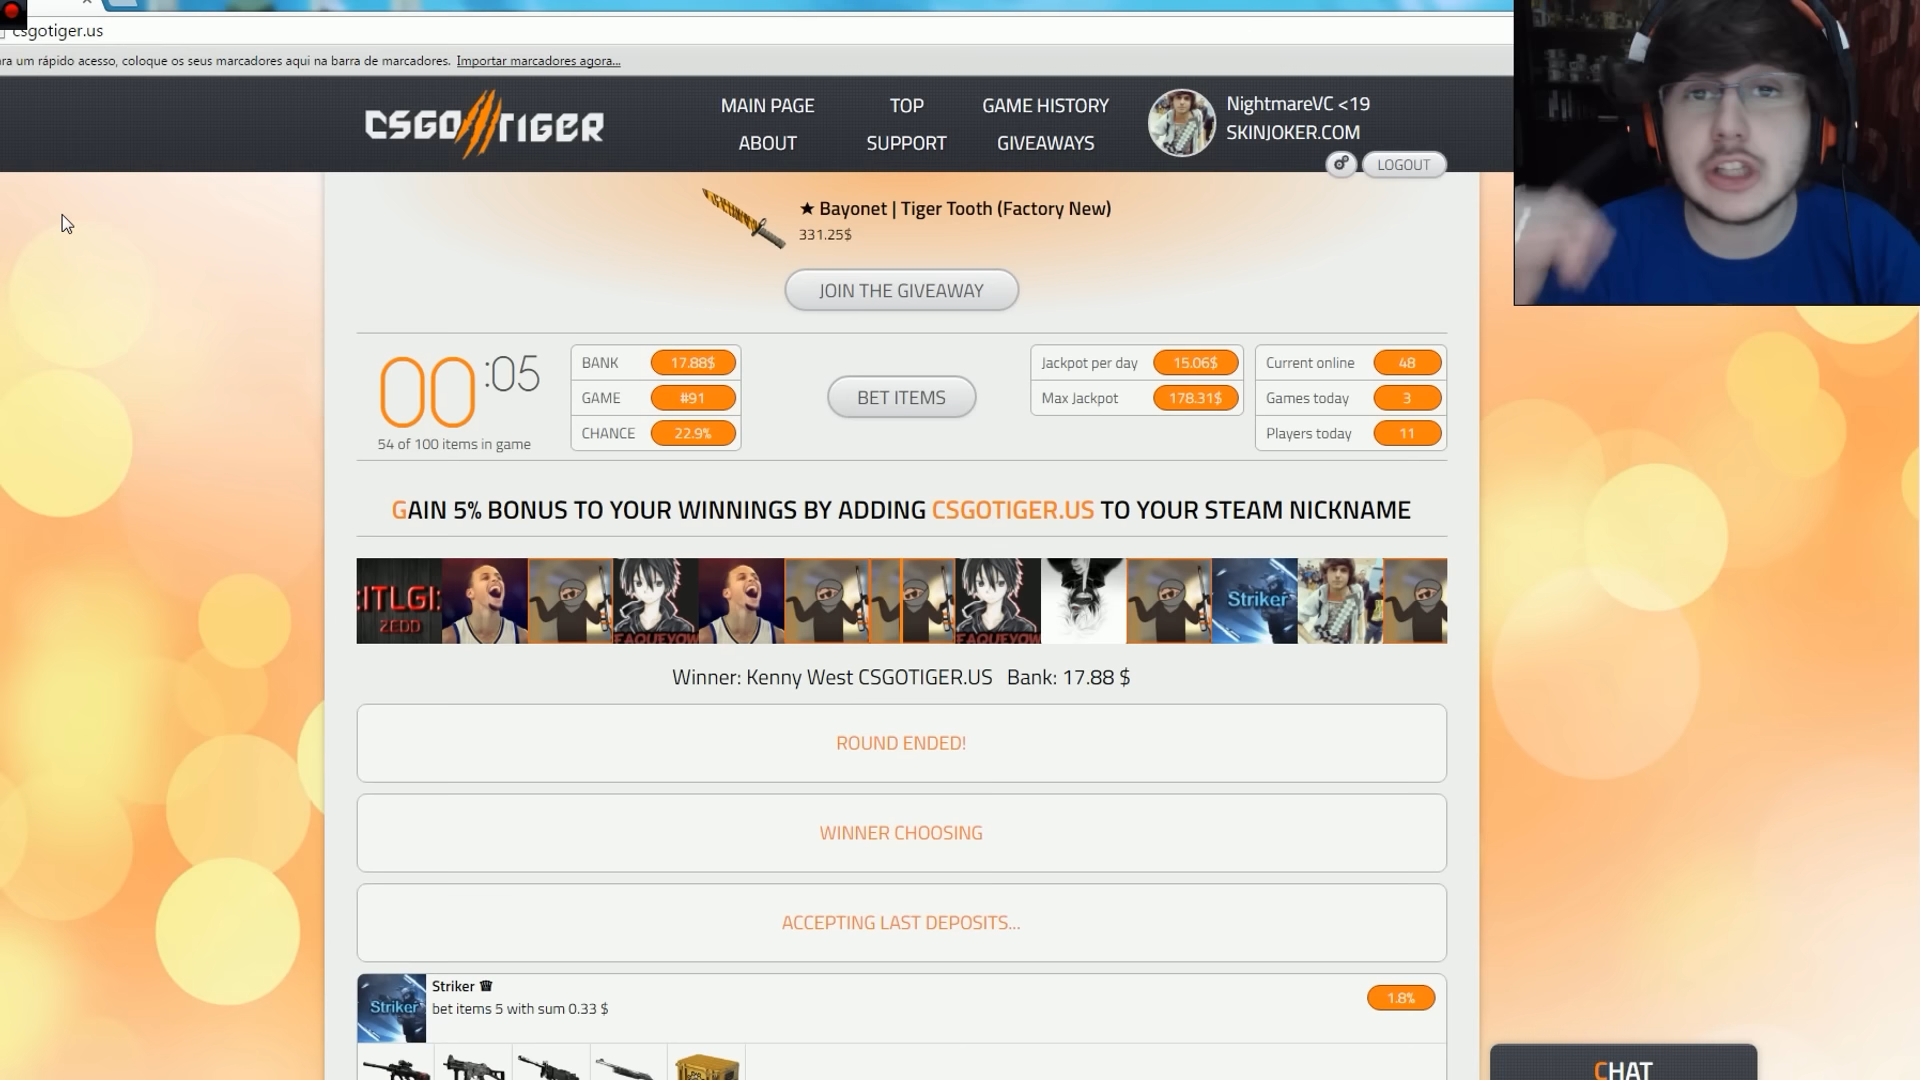 csgotiger.us
ra um rápido acesso, coloque os seus marcadores aqui na barra de marcadores. Importar marcadores agora...
CSGO TIGER
MAIN PAGE
TOP
GAME HISTORY
ABOUT
SUPPORT
GIVEAWAYS
NightmareVC <19
SKINJOKER.COM
LOGOUT
★ Bayonet | Tiger Tooth (Factory New)
331.25$
JOIN THE GIVEAWAY
00:05
54 of 100 items in game
BANK 17.88$
GAME #91
CHANCE 22.9%
BET ITEMS
Jackpot per day 15.06$
Max Jackpot 178.31$
Current online 48
Games today 3
Players today 11
GAIN 5% BONUS TO YOUR WINNINGS BY ADDING CSGOTIGER.US TO YOUR STEAM NICKNAME
:ITLGI:
ZEDD
EAQUEYOW
EAQUEYOW
Striker
Winner: Kenny West CSGOTIGER.US Bank: 17.88 $
ROUND ENDED!
WINNER CHOOSING
ACCEPTING LAST DEPOSITS...
Striker
Striker
bet items 5 with sum 0.33 $
1.8%
CHAT